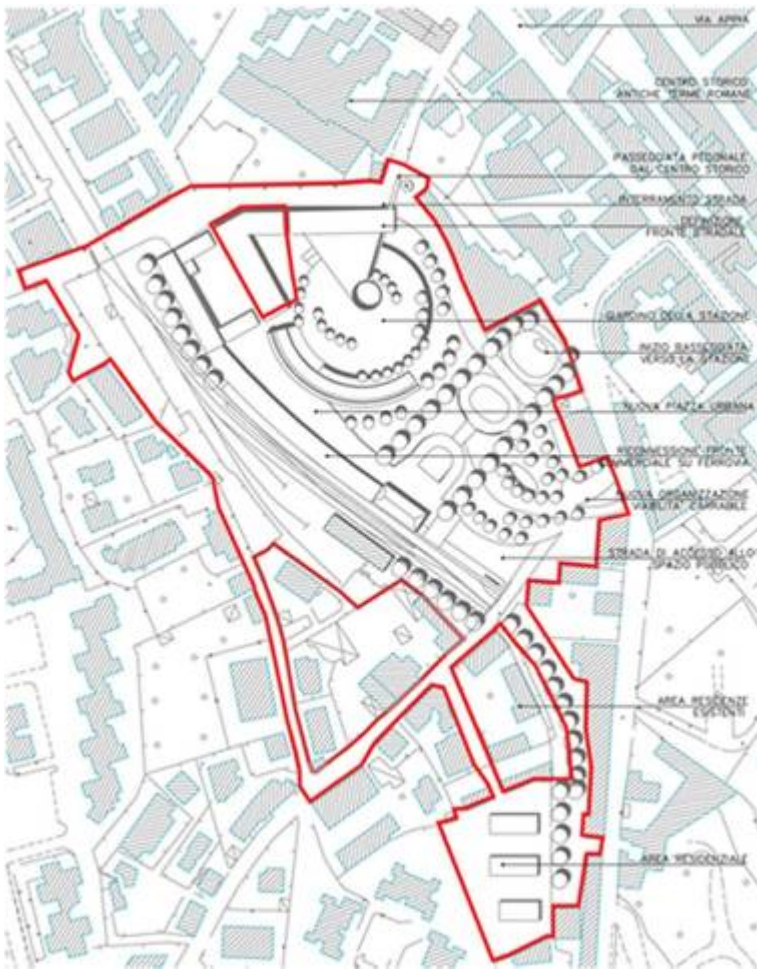 VIA APPIA
CENTRO STORICO
ANTICHE TERME ROMANE
PASSEGGIATA PEDONALE
DAL CENTRO STORICO
INTERRAMENTO STRADA
DEFINIZIONE
FRONTE STRADALE
GIARDINO DELLA STAZIONE
INIZIO PASSEGGIATA
VERSO LA STAZIONE
NUOVA PIAZZA URBANA
RICONNESSIONE FRONTE
COMMERCIALE SU FERROVIA
NUOVA ORGANIZZAZIONE
VIABILITA' CARRABILE
STRADA DI ACCESSO ALLO
SPAZIO PUBBLICO
AREA RESIDENZE
ESISTENTI
AREA RESIDENZIALE